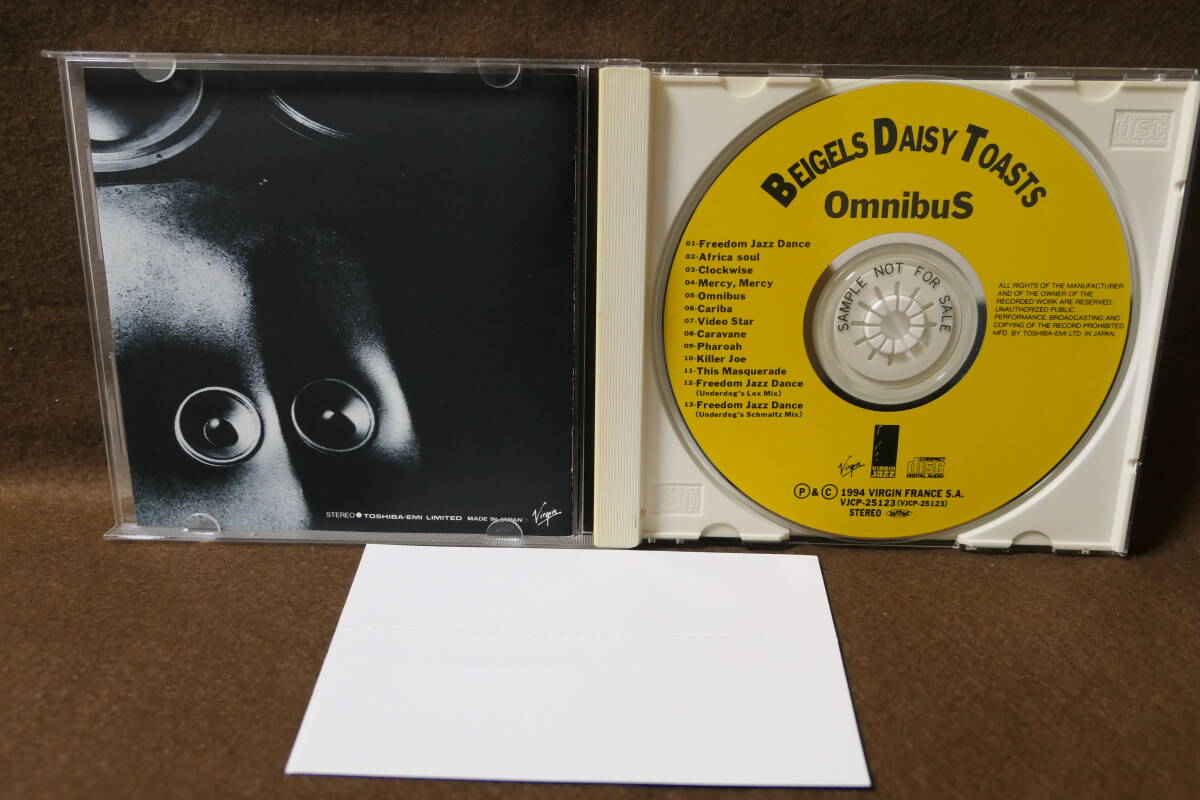 STEREO ● TOSHIBA-EMI LIMITED MADE IN JAPAN
Virgin
BEIGELS DAISY TOASTS
OmnibuS
01-Freedom Jazz Dance
02-Africa soul
03-Clockwise
04-Mercy, Mercy
05-Omnibus
06-Cariba
07-Video Star
08-Caravane
09-Pharoah
10-Killer Joe
11-This Masquerade
12-Freedom Jazz Dance
(Underdog's Lox Mix)
13-Freedom Jazz Dance
(Underdog's Schmaltz Mix)
SAMPLE NOT FOR SALE
ALL RIGHTS OF THE MANUFACTURER
AND OF THE OWNER OF THE
RECORDED WORK ARE RESERVED.
UNAUTHORIZED PUBLIC
PERFORMANCE, BROADCASTING AND
COPYING OF THE RECORD PROHIBITED
MFD. BY TOSHIBA-EMI LTD. IN JAPAN.
Virgin
VIRGIN
JAZZ
COMPACT
disc
DIGITAL AUDIO
Ⓟ & Ⓒ 1994 VIRGIN FRANCE S.A.
VJCP-25123 (VJCP-25123)
STEREO
disc